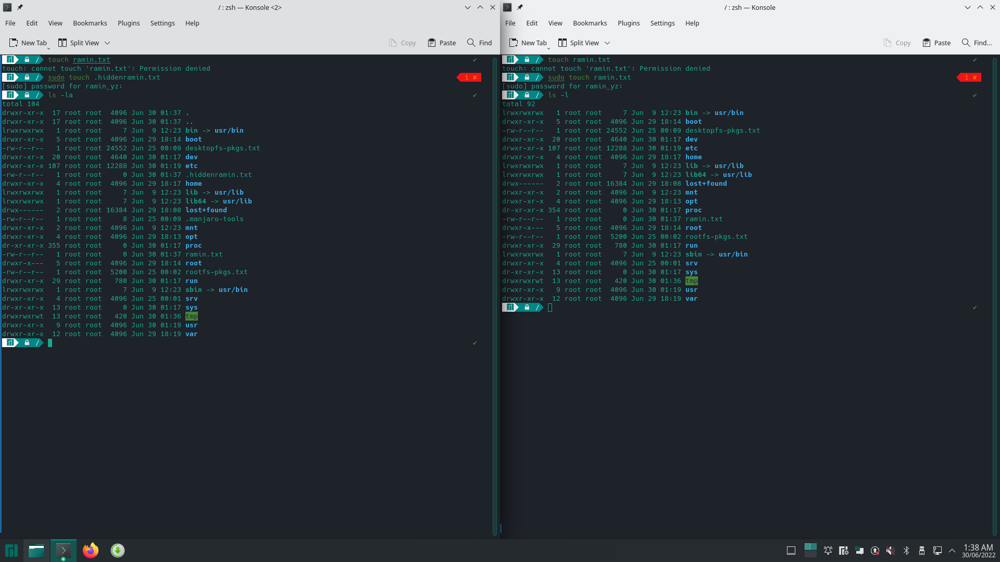 / : zsh — Konsole <2>
File Edit View Bookmarks Plugins Settings Help
New Tab Split View Copy Paste Find
/ touch ramin.txt
touch: cannot touch 'ramin.txt': Permission denied
/ sudo touch .hiddenramin.txt 1 ✘
[sudo] password for ramin_yz:
/ ls -la
total 104
drwxr-xr-x 17 root root 4096 Jun 30 01:37 .
drwxr-xr-x 17 root root 4096 Jun 30 01:37 ..
lrwxrwxrwx 1 root root 7 Jun 9 12:23 bin -> usr/bin
drwxr-xr-x 5 root root 4096 Jun 29 18:14 boot
-rw-r--r-- 1 root root 24552 Jun 25 00:09 desktopfs-pkgs.txt
drwxr-xr-x 20 root root 4640 Jun 30 01:17 dev
drwxr-xr-x 107 root root 12288 Jun 30 01:19 etc
-rw-r--r-- 1 root root 0 Jun 30 01:37 .hiddenramin.txt
drwxr-xr-x 4 root root 4096 Jun 29 18:17 home
lrwxrwxrwx 1 root root 7 Jun 9 12:23 lib -> usr/lib
lrwxrwxrwx 1 root root 7 Jun 9 12:23 lib64 -> usr/lib
drwx------ 2 root root 16384 Jun 29 18:08 lost+found
-rw-r--r-- 1 root root 8 Jun 25 00:09 .manjaro-tools
drwxr-xr-x 2 root root 4096 Jun 9 12:23 mnt
drwxr-xr-x 4 root root 4096 Jun 29 18:13 opt
dr-xr-xr-x 355 root root 0 Jun 30 01:17 proc
-rw-r--r-- 1 root root 0 Jun 30 01:37 ramin.txt
drwxr-x--- 5 root root 4096 Jun 29 18:14 root
-rw-r--r-- 1 root root 5200 Jun 25 00:02 rootfs-pkgs.txt
drwxr-xr-x 29 root root 780 Jun 30 01:17 run
lrwxrwxrwx 1 root root 7 Jun 9 12:23 sbin -> usr/bin
drwxr-xr-x 4 root root 4096 Jun 25 00:01 srv
dr-xr-xr-x 13 root root 0 Jun 30 01:17 sys
drwxrwxrwt 13 root root 420 Jun 30 01:36 tmp
drwxr-xr-x 9 root root 4096 Jun 30 01:19 usr
drwxr-xr-x 12 root root 4096 Jun 29 18:19 var
/
/ : zsh — Konsole
File Edit View Bookmarks Plugins Settings Help
New Tab Split View Copy Paste Find...
/ touch ramin.txt
touch: cannot touch 'ramin.txt': Permission denied
/ sudo touch ramin.txt 1 ✘
[sudo] password for ramin_yz:
/ ls -l
total 92
lrwxrwxrwx 1 root root 7 Jun 9 12:23 bin -> usr/bin
drwxr-xr-x 5 root root 4096 Jun 29 18:14 boot
-rw-r--r-- 1 root root 24552 Jun 25 00:09 desktopfs-pkgs.txt
drwxr-xr-x 20 root root 4640 Jun 30 01:17 dev
drwxr-xr-x 107 root root 12288 Jun 30 01:19 etc
drwxr-xr-x 4 root root 4096 Jun 29 18:17 home
lrwxrwxrwx 1 root root 7 Jun 9 12:23 lib -> usr/lib
lrwxrwxrwx 1 root root 7 Jun 9 12:23 lib64 -> usr/lib
drwx------ 2 root root 16384 Jun 29 18:08 lost+found
drwxr-xr-x 2 root root 4096 Jun 9 12:23 mnt
drwxr-xr-x 4 root root 4096 Jun 29 18:13 opt
dr-xr-xr-x 354 root root 0 Jun 30 01:17 proc
-rw-r--r-- 1 root root 0 Jun 30 01:37 ramin.txt
drwxr-x--- 5 root root 4096 Jun 29 18:14 root
-rw-r--r-- 1 root root 5200 Jun 25 00:02 rootfs-pkgs.txt
drwxr-xr-x 29 root root 780 Jun 30 01:17 run
lrwxrwxrwx 1 root root 7 Jun 9 12:23 sbin -> usr/bin
drwxr-xr-x 4 root root 4096 Jun 25 00:01 srv
dr-xr-xr-x 13 root root 0 Jun 30 01:17 sys
drwxrwxrwt 13 root root 420 Jun 30 01:36 tmp
drwxr-xr-x 9 root root 4096 Jun 30 01:19 usr
drwxr-xr-x 12 root root 4096 Jun 29 18:19 var
/
1:38 AM
30/06/2022